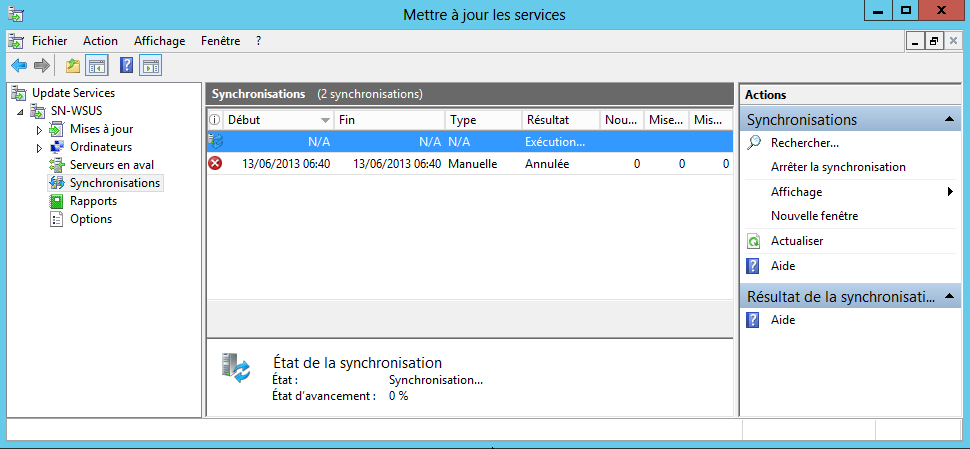 Mettre à jour les services
Fichier Action Affichage Fenêtre ?
Update Services
SN-WSUS
Mises à jour
Ordinateurs
Serveurs en aval
Synchronisations
Rapports
Options
Synchronisations (2 synchronisations)
Début Fin Type Résultat Nou... Mise... Mis...
N/A N/A N/A Exécution...
13/06/2013 06:40 13/06/2013 06:40 Manuelle Annulée 0 0 0
État de la synchronisation
État : Synchronisation...
État d'avancement : 0 %
Actions
Synchronisations
Rechercher...
Arrêter la synchronisation
Affichage
Nouvelle fenêtre
Actualiser
Aide
Résultat de la synchronisati...
Aide